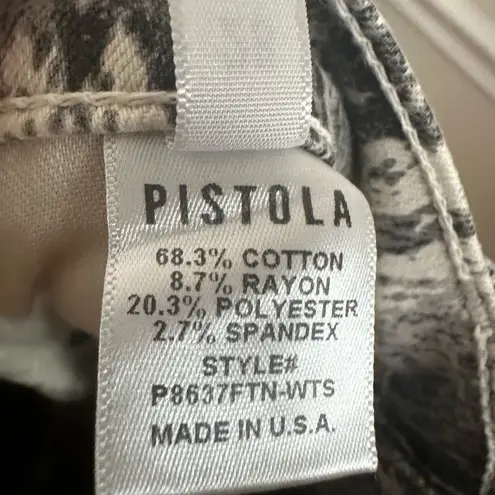 PISTOLA
68.3% COTTON
8.7% RAYON
20.3% POLYESTER
2.7% SPANDEX
STYLE#
P8637FTN-WTS
MADE IN U.S.A.